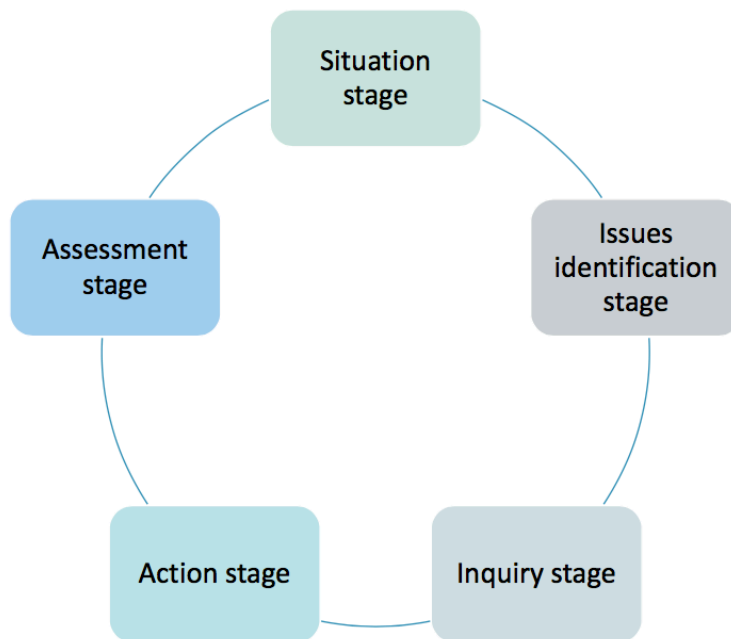 Situation
stage
Issues
identification
stage
Inquiry stage
Action stage
Assessment
stage